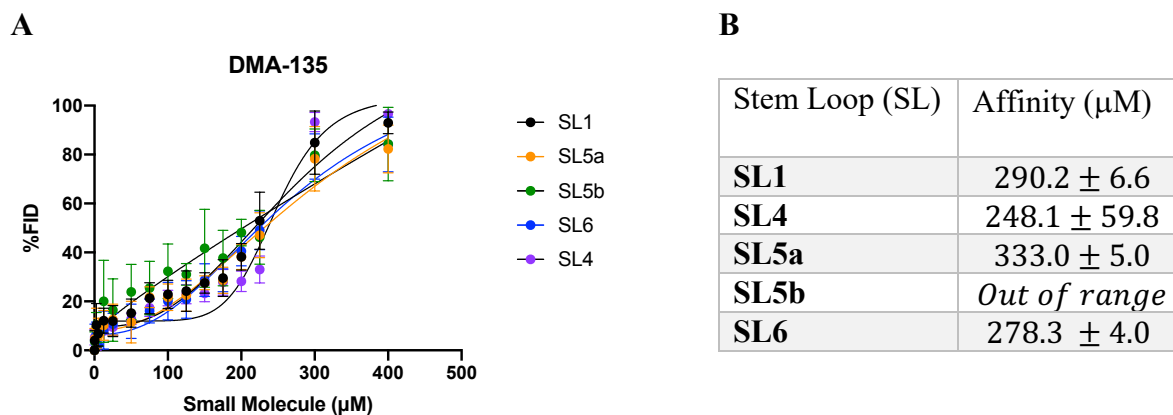 A
DMA-135
100
80
60
40
20
0
%FID
0 100 200 300 400 500
Small Molecule (µM)
SL1
SL5a
SL5b
SL6
SL4
B
Stem Loop (SL) Affinity (µM)
SL1 290.2 ± 6.6
SL4 248.1 ± 59.8
SL5a 333.0 ± 5.0
SL5b Out of range
SL6 278.3 ± 4.0